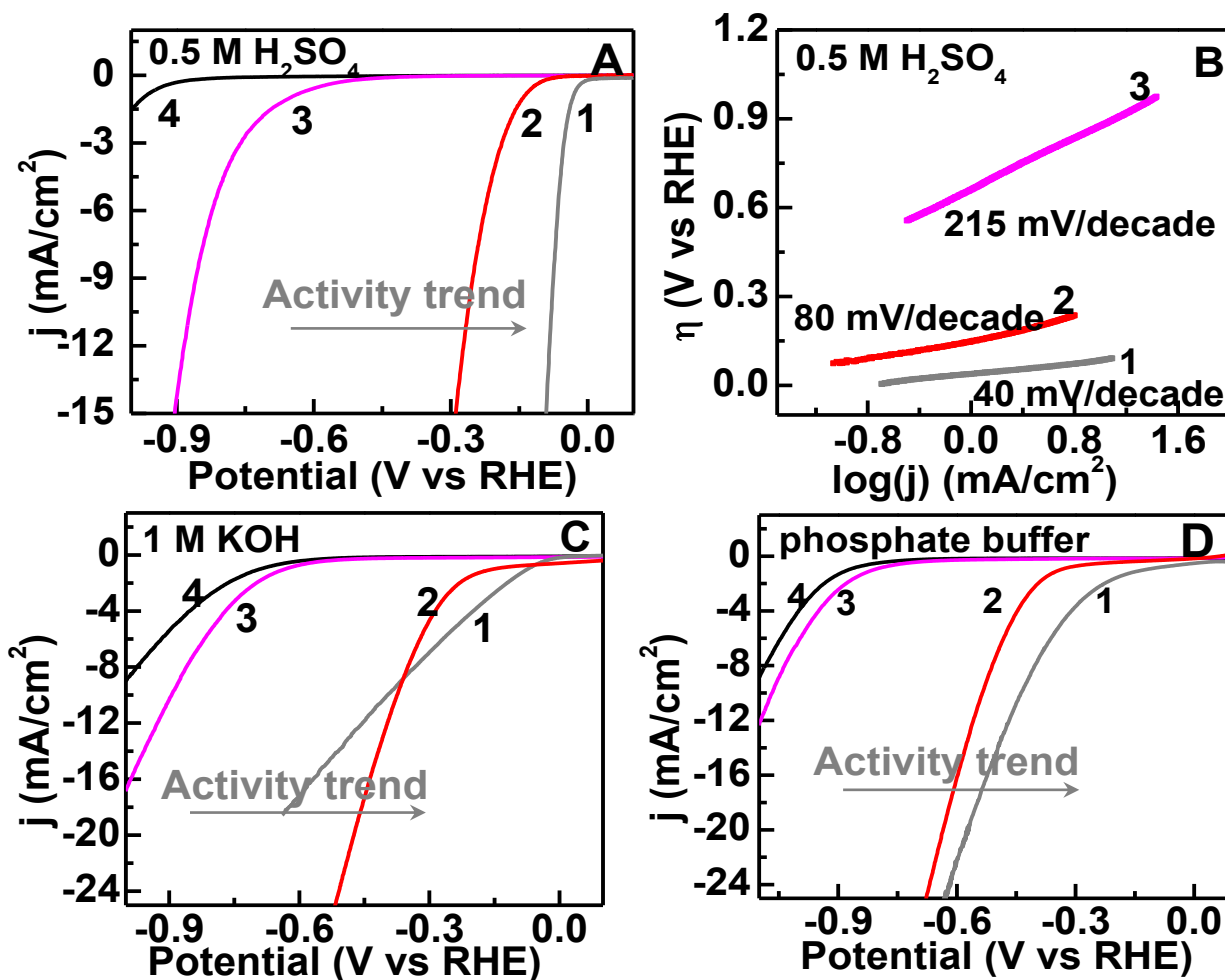 0.5 M H₂SO₄
A
4
3
2
1
Activity trend
0
-3
-6
-9
-12
-15
j (mA/cm²)
-0.9
-0.6
-0.3
0.0
Potential (V vs RHE)
0.5 M H₂SO₄
B
3
215 mV/decade
2
80 mV/decade
1
40 mV/decade
1.2
0.9
0.6
0.3
0.0
η (V vs RHE)
-0.8
0.0
0.8
1.6
log(j) (mA/cm²)
1 M KOH
C
4
3
2
1
Activity trend
0
-4
-8
-12
-16
-20
-24
j (mA/cm²)
-0.9
-0.6
-0.3
0.0
Potential (V vs RHE)
phosphate buffer
D
4
3
2
1
Activity trend
0
-4
-8
-12
-16
-20
-24
j (mA/cm²)
-0.9
-0.6
-0.3
0.0
Potential (V vs RHE)